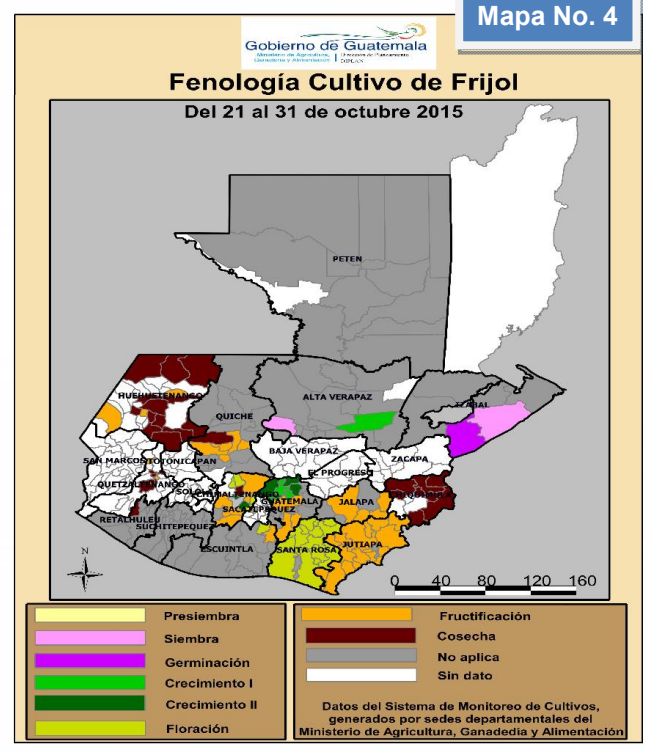 Mapa No. 4
Gobierno de Guatemala
Ministerio de Agricultura,
Ganadería y Alimentación
Dirección de Planeamiento
DIPLAN
Fenología Cultivo de Frijol
Del 21 al 31 de octubre 2015
PETEN
HUEHUETENANGO
QUICHE
ALTA VERAPAZ
IZABAL
SAN MARCOS
TOTONICAPAN
BAJA VERAPAZ
ZACAPA
EL PROGRESO
QUETZALTENANGO
SOLOLA
CHIMALTENANGO
GUATEMALA
CHIQUIMULA
SACATEPEQUEZ
JALAPA
RETALHULEU
SUCHITEPEQUEZ
ESCUINTLA
SANTA ROSA
JUTIAPA
N
0 40 80 120 160
Presiembra
Siembra
Germinación
Crecimiento I
Crecimiento II
Floración
Fructificación
Cosecha
No aplica
Sin dato
Datos del Sistema de Monitoreo de Cultivos,
generados por sedes departamentales del
Ministerio de Agricultura, Ganadedia y Alimentación